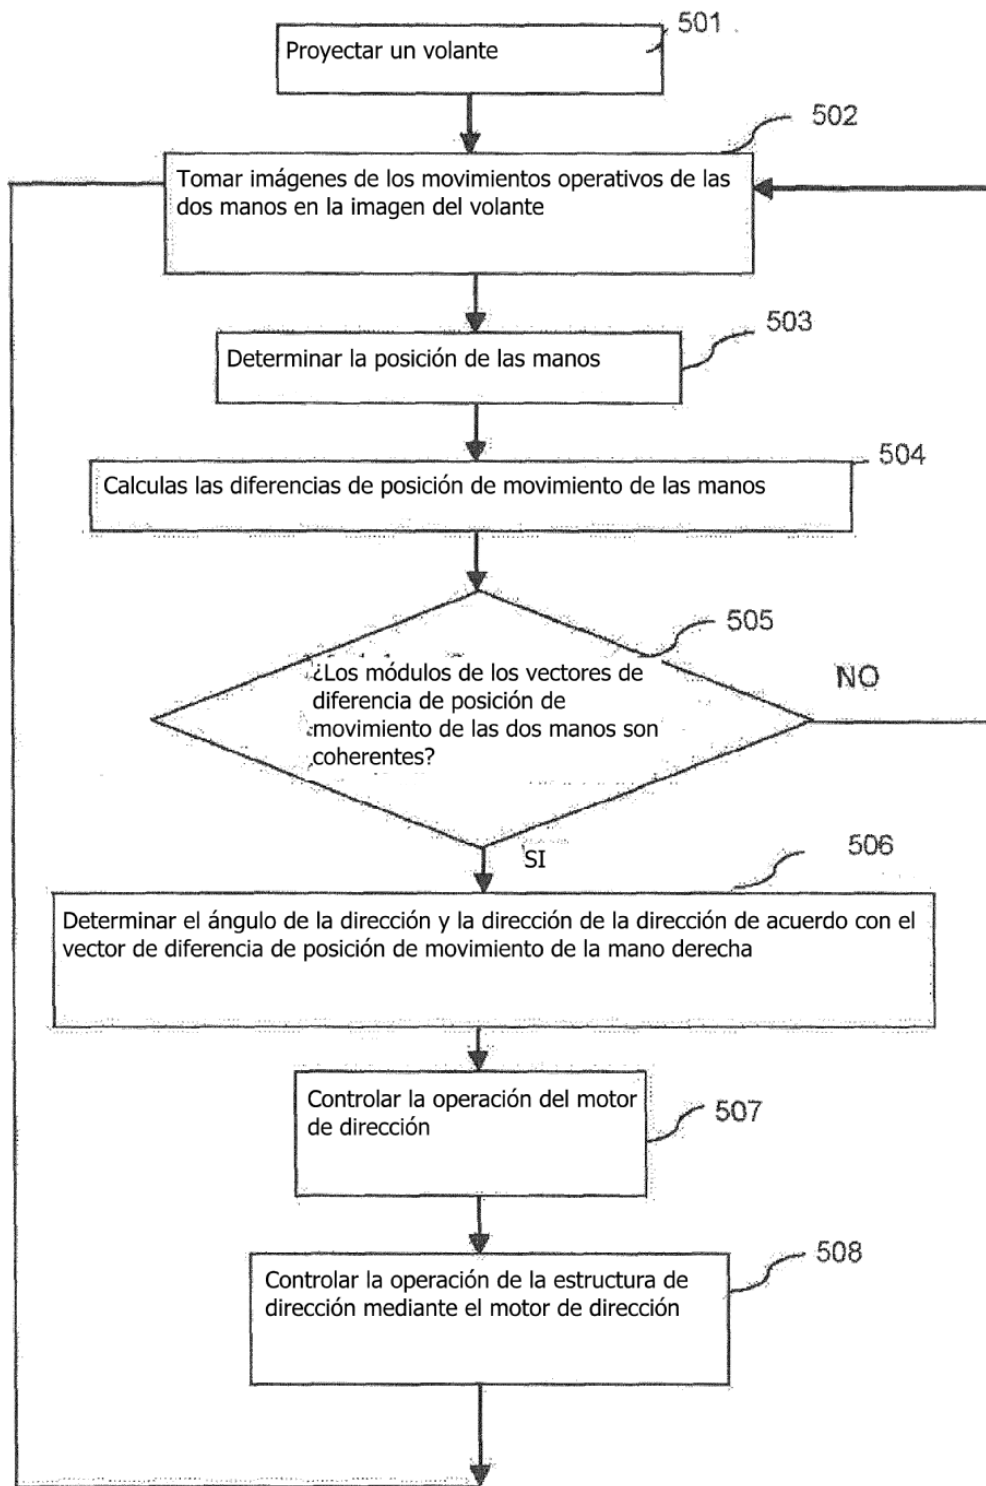 501
Proyectar un volante
502
Tomar imágenes de los movimientos operativos de las
dos manos en la imagen del volante
503
Determinar la posición de las manos
504
Calculas las diferencias de posición de movimiento de las manos
505
¿Los módulos de los vectores de
diferencia de posición de
movimiento de las dos manos son
coherentes?
NO
SI
506
Determinar el ángulo de la dirección y la dirección de la dirección de acuerdo con el
vector de diferencia de posición de movimiento de la mano derecha
Controlar la operación del motor
de dirección
507
508
Controlar la operación de la estructura de
dirección mediante el motor de dirección